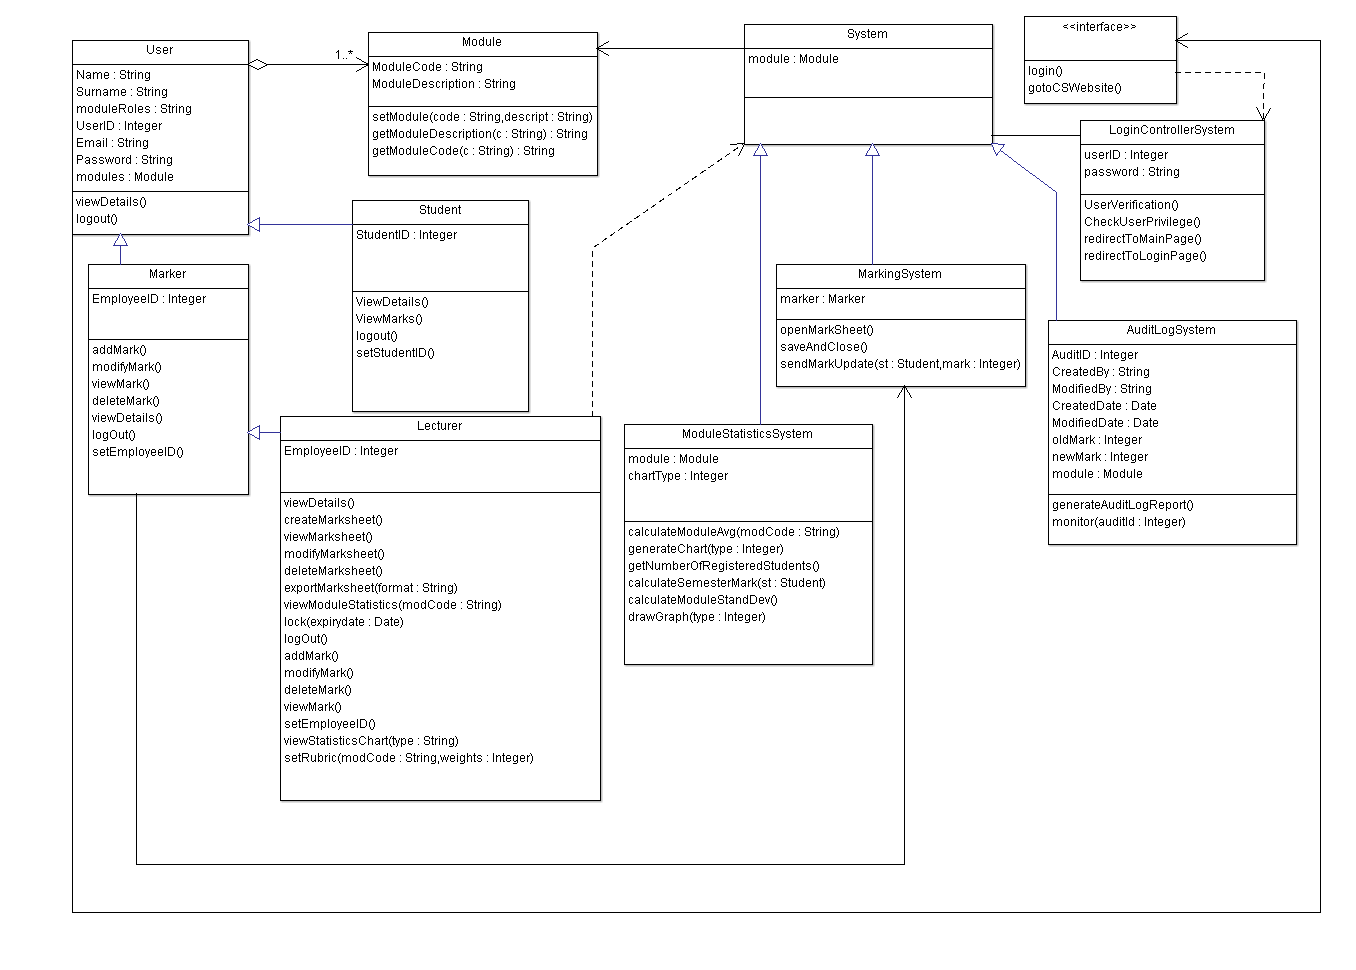 User
Name : String
Surname : String
moduleRoles : String
UserID : Integer
Email : String
Password : String
modules : Module
viewDetails()
logout()
1..*
Module
ModuleCode : String
ModuleDescription : String
setModule(code : String,descript : String)
getModuleDescription(c : String) : String
getModuleCode(c : String) : String
System
module : Module
<<interface>>
login()
gotoCSWebsite()
LoginControllerSystem
userID : Integer
password : String
UserVerification()
CheckUserPrivilege()
redirectToMainPage()
redirectToLoginPage()
Student
StudentID : Integer
ViewDetails()
ViewMarks()
logout()
setStudentID()
Marker
EmployeeID : Integer
addMark()
modifyMark()
viewMark()
deleteMark()
viewDetails()
logOut()
setEmployeeID()
MarkingSystem
marker : Marker
openMarkSheet()
saveAndClose()
sendMarkUpdate(st : Student,mark : Integer)
AuditLogSystem
AuditID : Integer
CreatedBy : String
ModifiedBy : String
CreatedDate : Date
ModifiedDate : Date
oldMark : Integer
newMark : Integer
module : Module
generateAuditLogReport()
monitor(auditId : Integer)
Lecturer
EmployeeID : Integer
viewDetails()
createMarksheet()
viewMarksheet()
modifyMarksheet()
deleteMarksheet()
exportMarksheet(format : String)
viewModuleStatistics(modCode : String)
lock(expirydate : Date)
logOut()
addMark()
modifyMark()
deleteMark()
viewMark()
setEmployeeID()
viewStatisticsChart(type : String)
setRubric(modCode : String,weights : Integer)
ModuleStatisticsSystem
module : Module
chartType : Integer
calculateModuleAvg(modCode : String)
generateChart(type : Integer)
getNumberOfRegisteredStudents()
calculateSemesterMark(st : Student)
calculateModuleStandDev()
drawGraph(type : Integer)